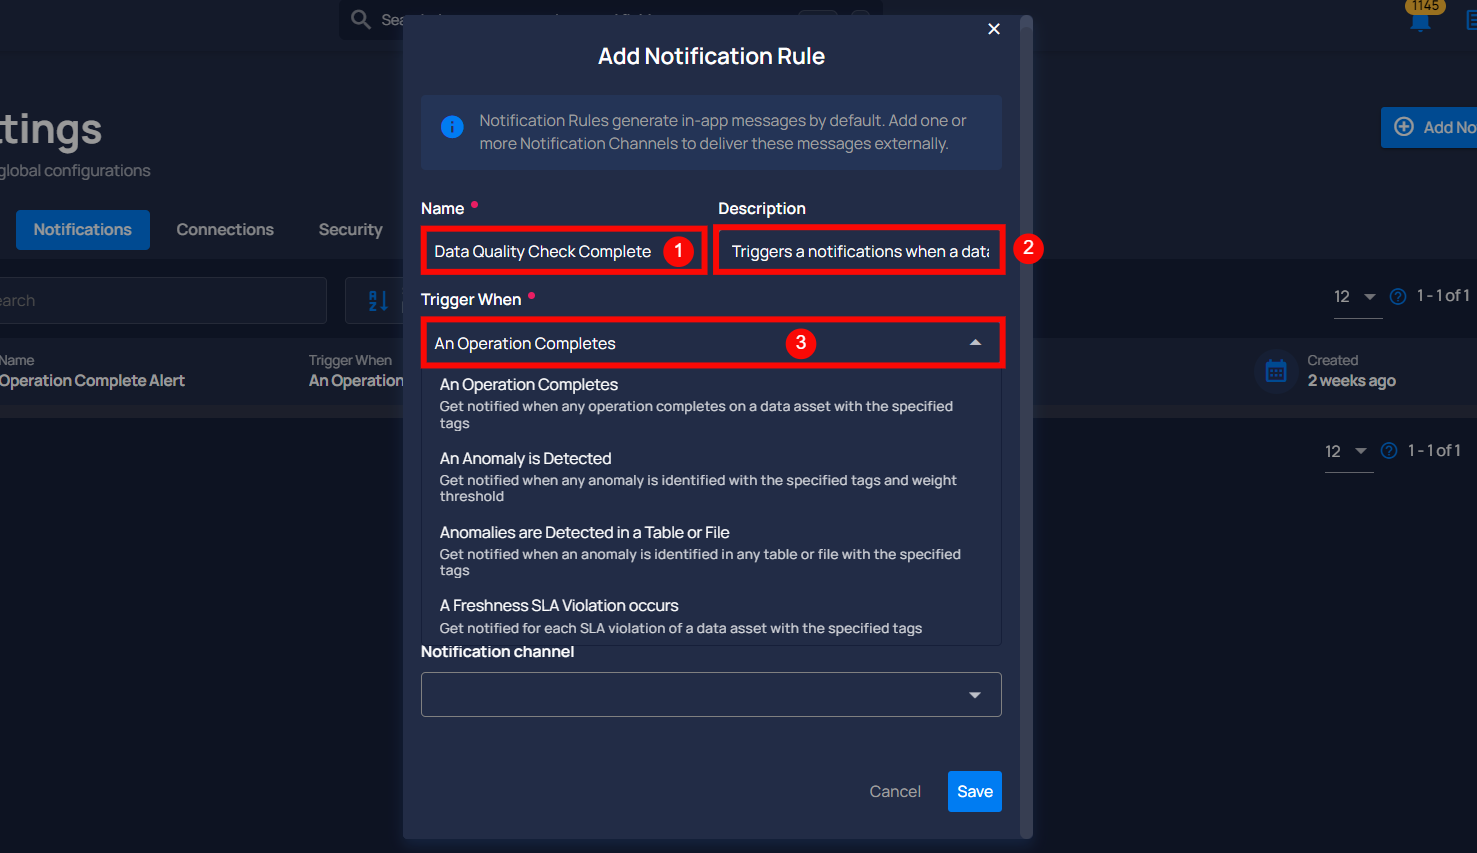 1145
Add Notification Rule
Notification Rules generate in-app messages by default. Add one or
more Notification Channels to deliver these messages externally.
ttings
global configurations
Add No
Notifications
Connections
Security
Name •
Description
Data Quality Check Complete
1
Triggers a notifications when a data
2
earch
A
Z
12
1 - 1 of 1
Trigger When •
An Operation Completes
3
Name
Operation Complete Alert
Trigger When
An Operation
Created
2 weeks ago
An Operation Completes
Get notified when any operation completes on a data asset with the specified
tags
An Anomaly is Detected
Get notified when any anomaly is identified with the specified tags and weight
threshold
Anomalies are Detected in a Table or File
Get notified when an anomaly is identified in any table or file with the specified
tags
A Freshness SLA Violation occurs
Get notified for each SLA violation of a data asset with the specified tags
12
1 - 1 of 1
Notification channel
Cancel
Save